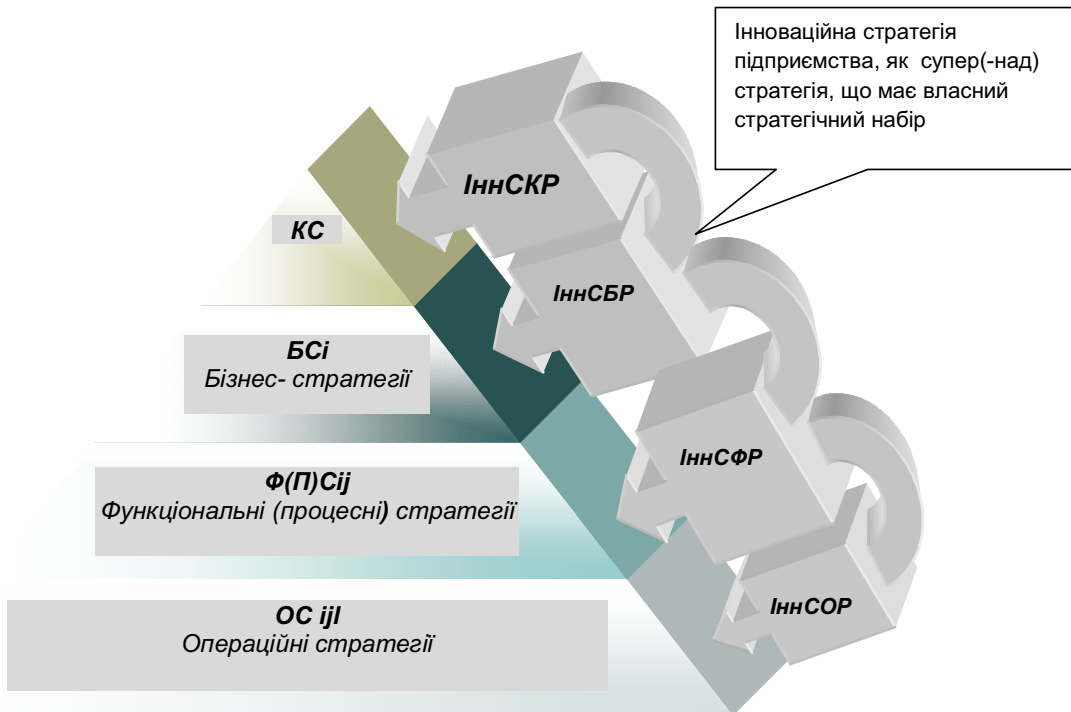 Інноваційна стратегія
підприємства, як супер(-над)
стратегія, що має власний
стратегічний набір
ІннСКР
КС
ІннСБР
БСі
Бізнес- стратегії
ІннСФР
Ф(П)Сij
Функціональні (процесні) стратегії
ІннСОР
ОС ijl
Операційні стратегії